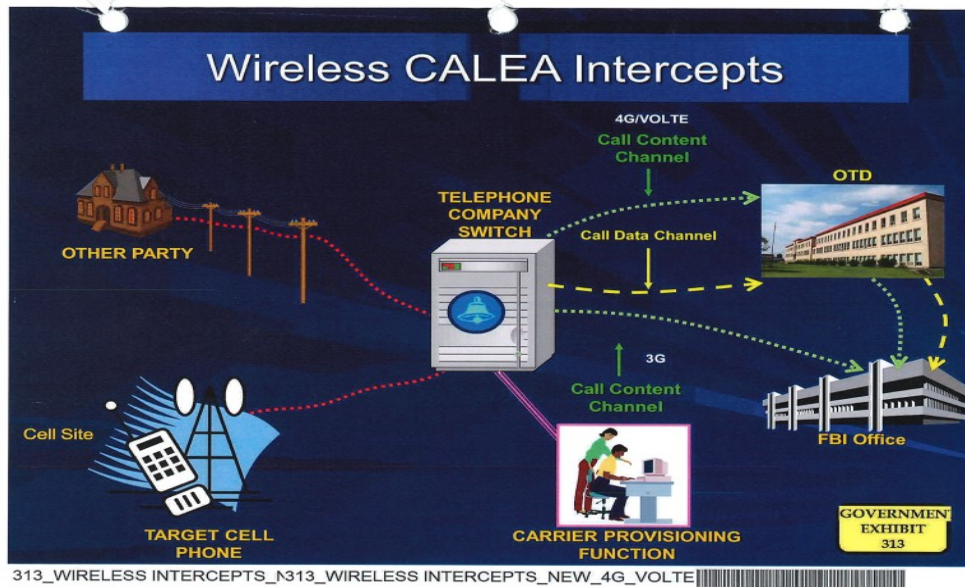 Wireless CALEA Intercepts
4G/VOLTE
Call Content
Channel
OTD
TELEPHONE
COMPANY
SWITCH
Call Data Channel
OTHER PARTY
3G
Call Content
Channel
Cell Site
FBI Office
TARGET CELL
PHONE
CARRIER PROVISIONING
FUNCTION
GOVERNMENT
EXHIBIT
313
313_WIRELESS INTERCEPTS_N313_WIRELESS INTERCEPTS_NEW_4G_VOLTE